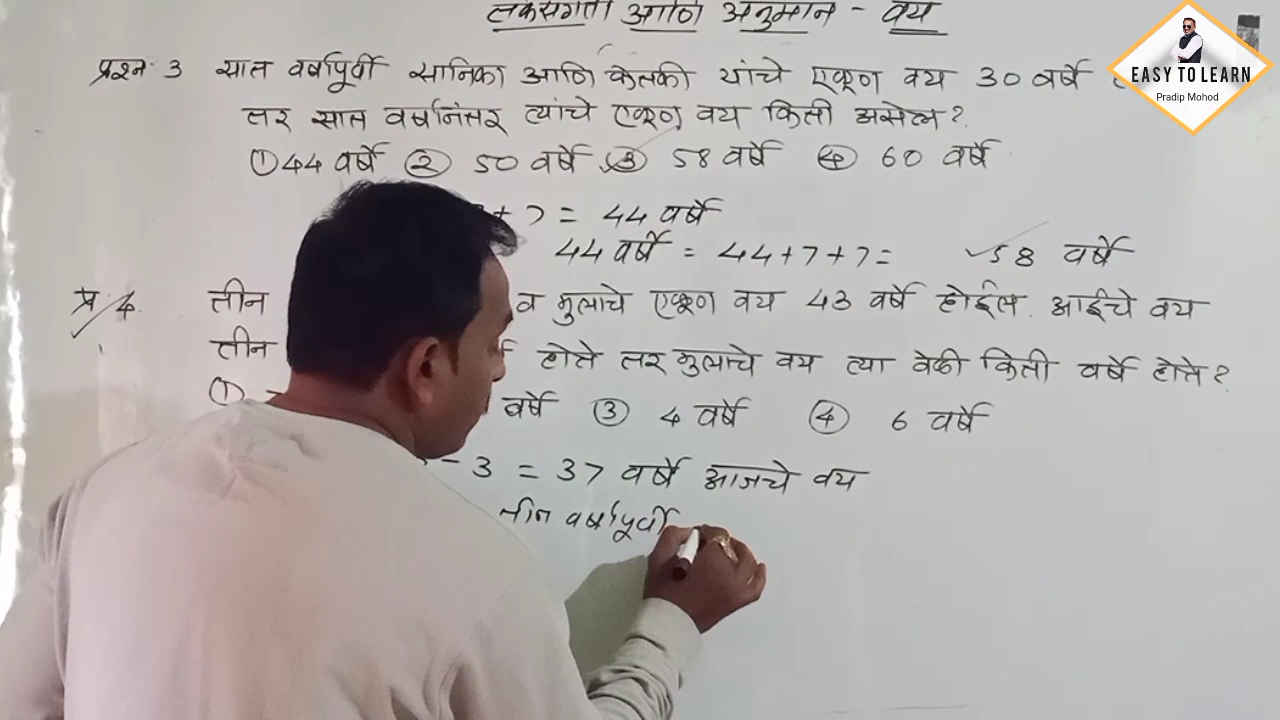 तर्कसंगती आणि अनुमान - वय
EASY TO LEARN
Pradip Mohod
प्रश्न 3 सात वर्षापूर्वी सानिका आणि केतकी यांचे एकूण वय 30 वर्षे
तर सात वर्षानंतर त्यांचे एकूण वय किती असेल?
① 44 वर्षे ② 50 वर्षे ③ 58 वर्षे ④ 60 वर्षे
+ 7 = 44 वर्षे
44 वर्षे = 44+7+7= 58 वर्षे
प्र 4. तीन व मुलाचे एकूण वय 43 वर्षे होईल. आईचे वय
तीन होते तर मुलाचे वय त्या वेळी किती वर्षे होते?
① वर्षे ③ 4 वर्षे ④ 6 वर्षे
- 3 = 37 वर्षे आजचे वय
तीन वर्षापूर्वी